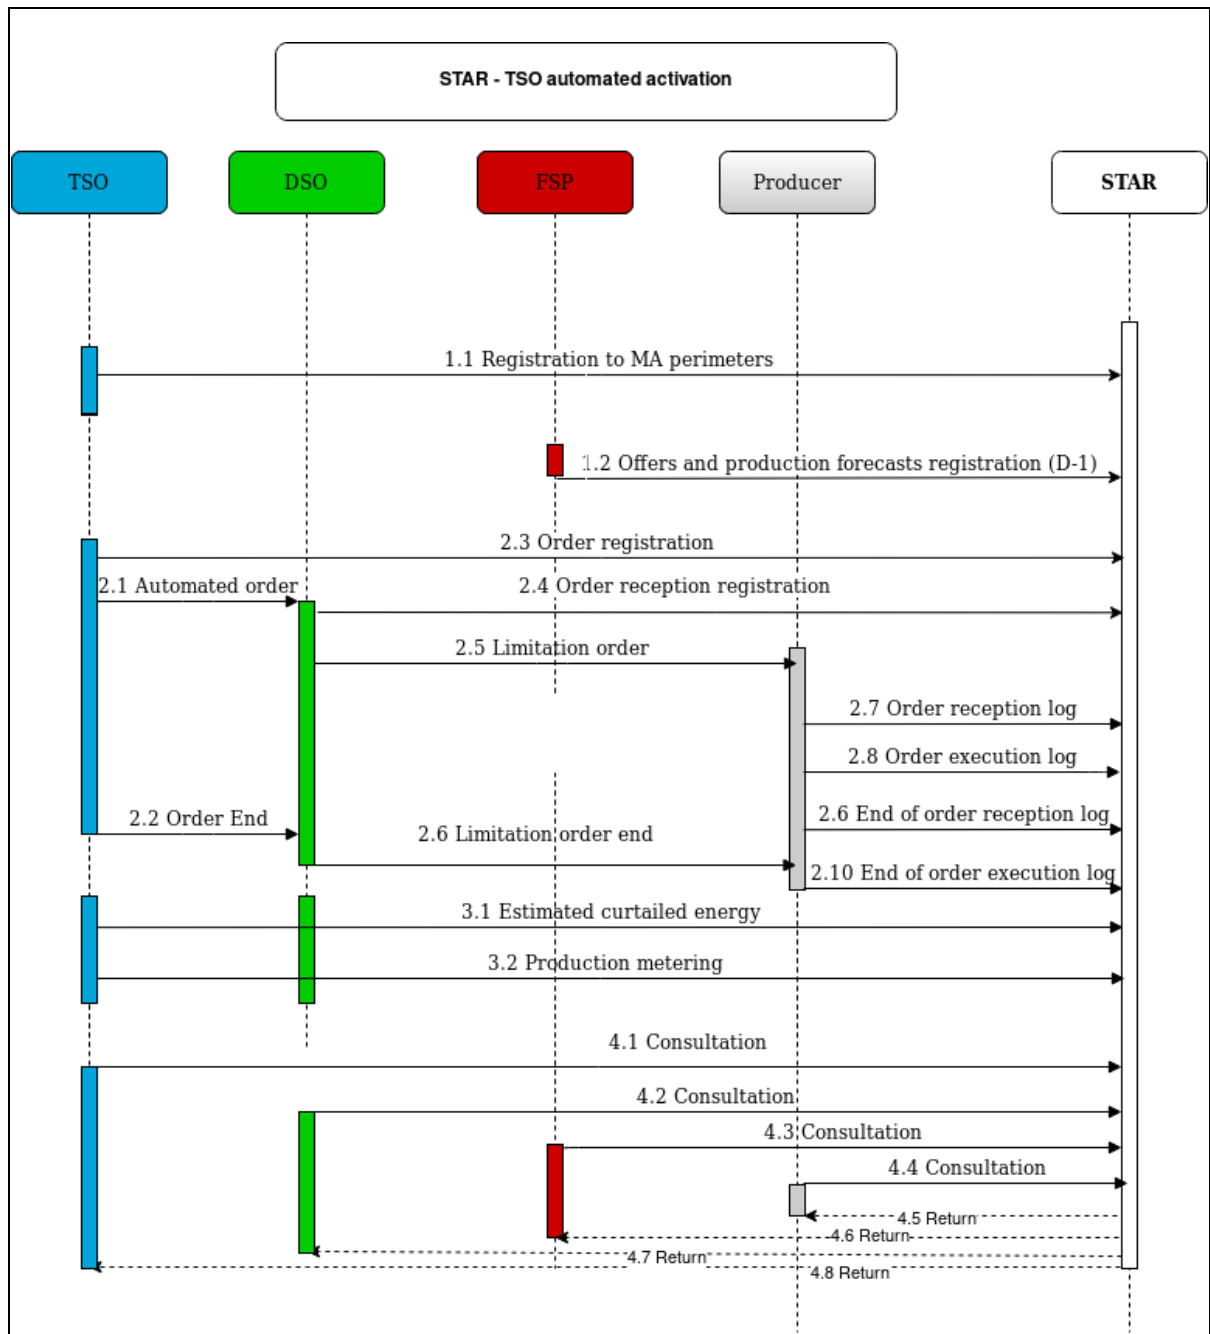 STAR - TSO automated activation
TSO
DSO
FSP
Producer
STAR
1.1 Registration to MA perimeters
1.2 Offers and production forecasts registration (D-1)
2.3 Order registration
2.1 Automated order
2.4 Order reception registration
2.5 Limitation order
2.7 Order reception log
2.8 Order execution log
2.6 End of order reception log
2.2 Order End
2.6 Limitation order end
2.10 End of order execution log
3.1 Estimated curtailed energy
3.2 Production metering
4.1 Consultation
4.2 Consultation
4.3 Consultation
4.4 Consultation
4.5 Return
4.6 Return
4.7 Return
4.8 Return